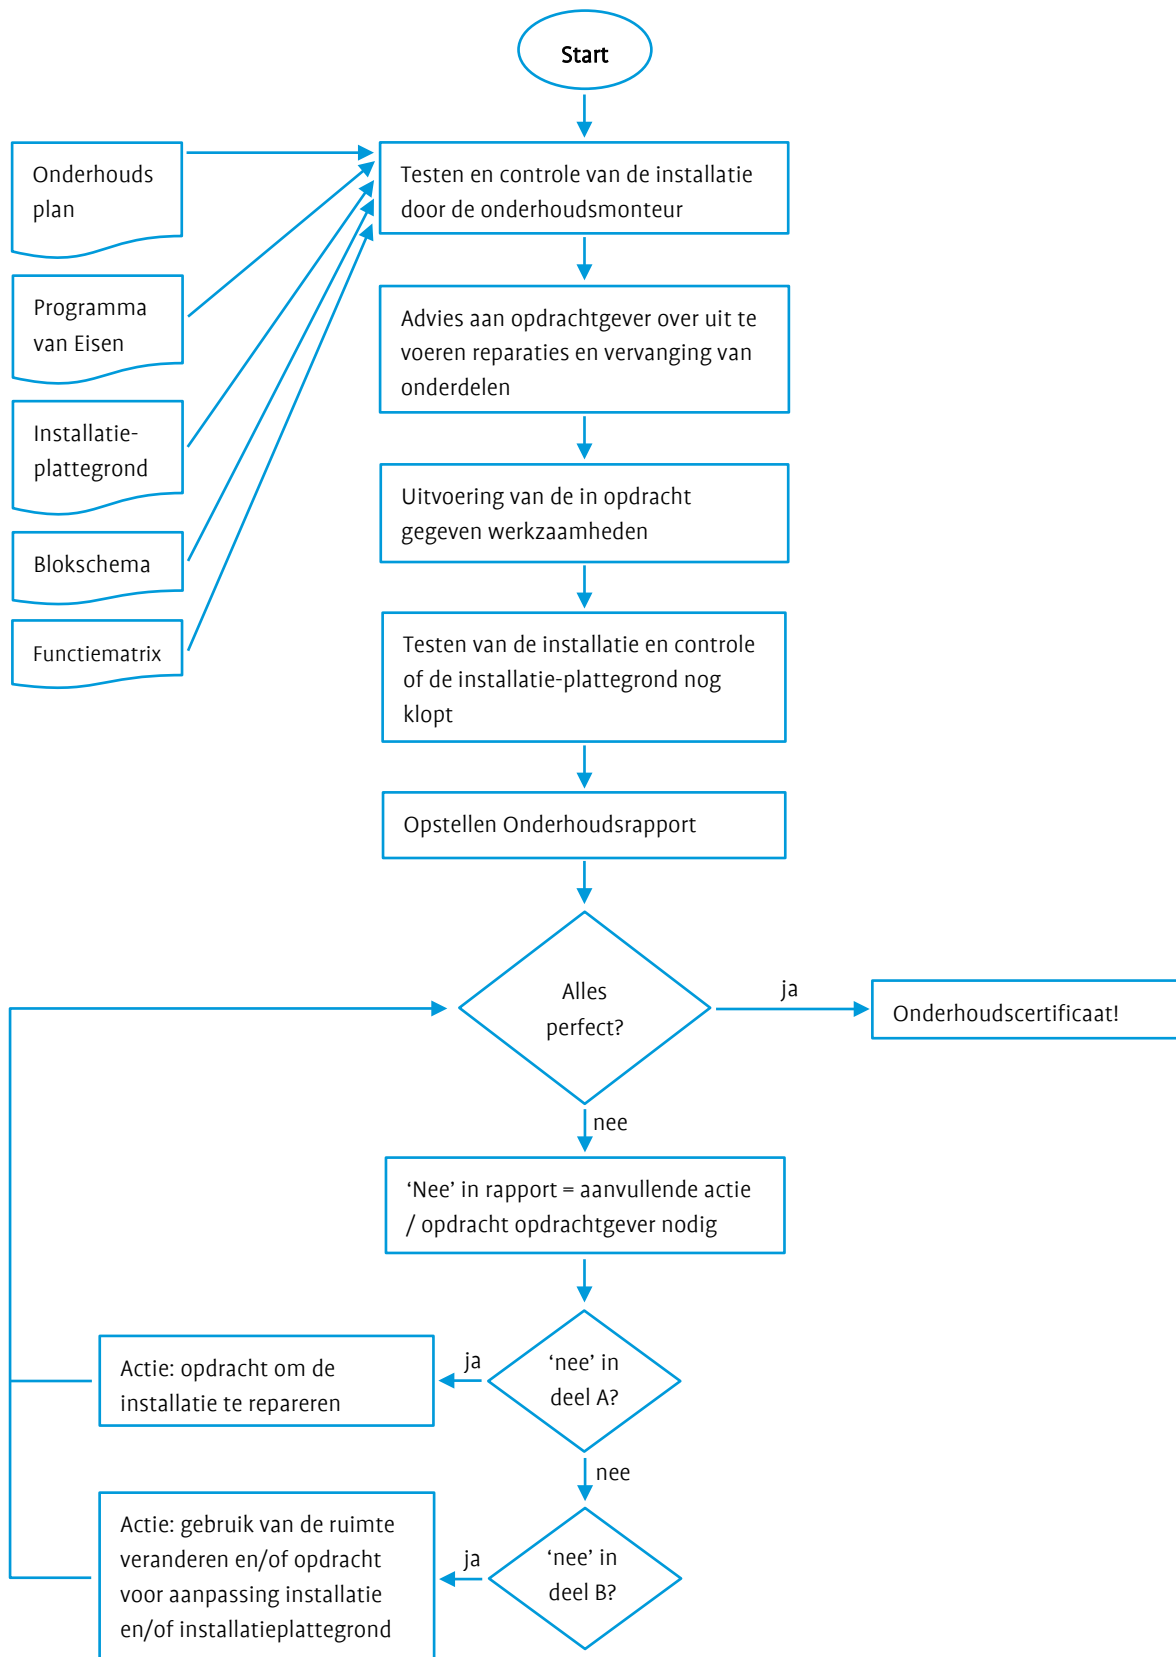 Start
Onderhouds
plan
Programma
van Eisen
Installatie-
plattegrond
Blokschema
Functiematrix
Testen en controle van de installatie
door de onderhoudsmonteur
Advies aan opdrachtgever over uit te
voeren reparaties en vervanging van
onderdelen
Uitvoering van de in opdracht
gegeven werkzaamheden
Testen van de installatie en controle
of de installatie-plattegrond nog
klopt
Opstellen Onderhoudsrapport
Alles
perfect?
ja
Onderhoudscertificaat!
nee
‘Nee’ in rapport = aanvullende actie
/ opdracht opdrachtgever nodig
‘nee’ in
deel A?
ja
Actie: opdracht om de
installatie te repareren
nee
‘nee’ in
deel B?
ja
Actie: gebruik van de ruimte
veranderen en/of opdracht
voor aanpassing installatie
en/of installatieplattegrond